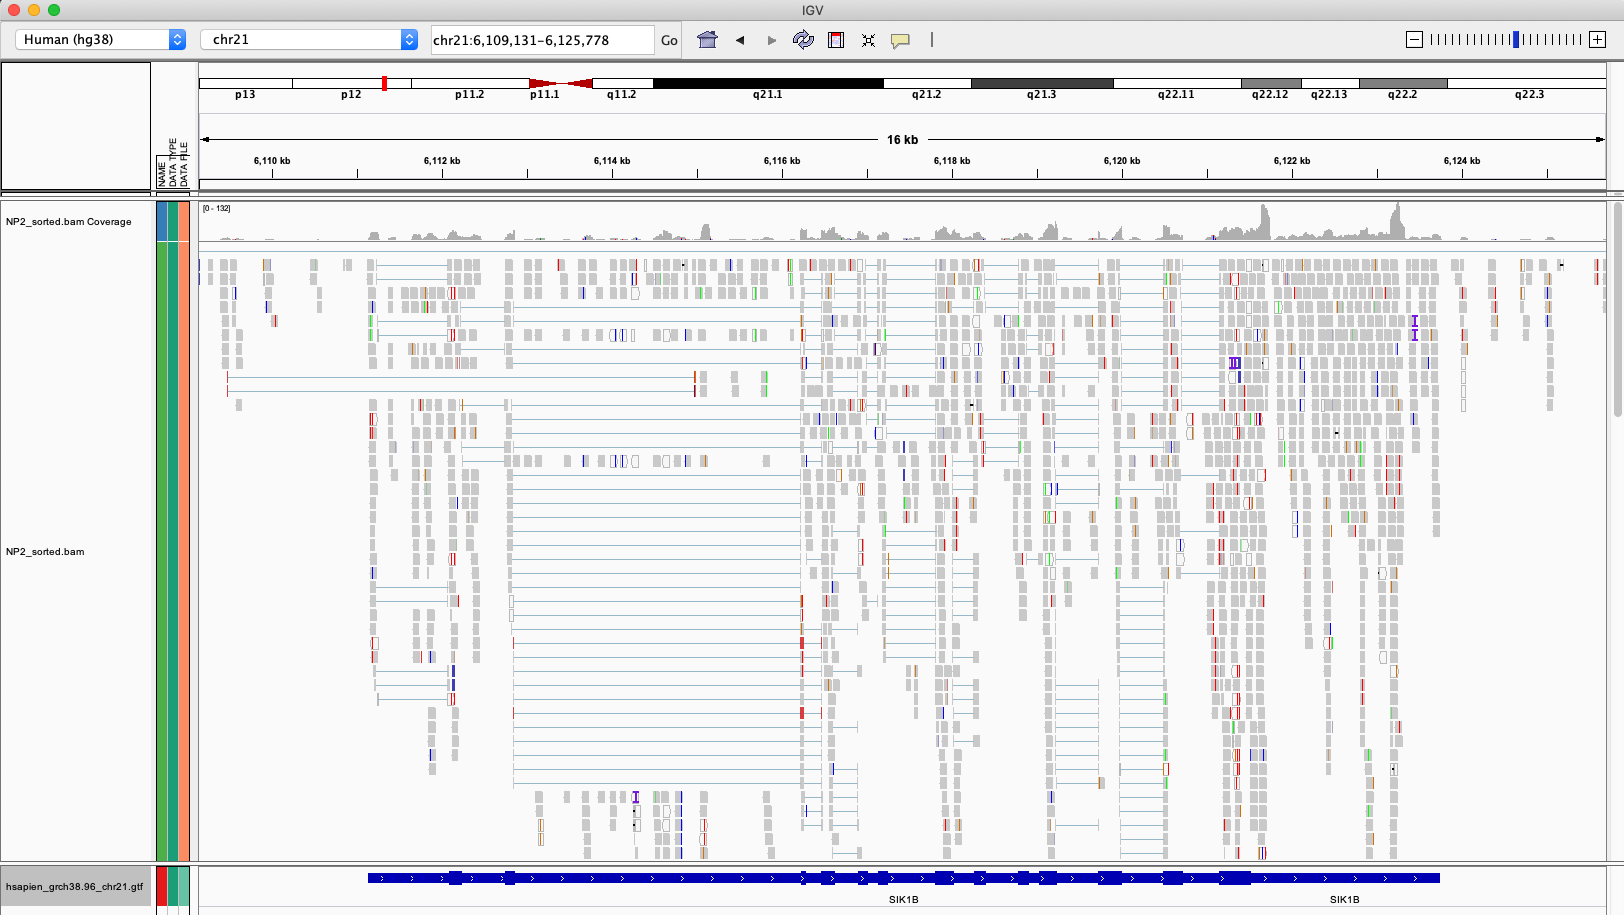 IGV
Human (hg38)
chr21
chr21:6,109,131-6,125,778
Go
p13 p12 p11.2 p11.1 q11.2 q21.1 q21.2 q21.3 q22.11 q22.12 q22.13 q22.2 q22.3
16 kb
6,110 kb 6,112 kb 6,114 kb 6,116 kb 6,118 kb 6,120 kb 6,122 kb 6,124 kb
NAME
DATA TYPE
DATA FILE
[0 - 132]
NP2_sorted.bam Coverage
NP2_sorted.bam
hsapien_grch38.96_chr21.gtf
SIK1B SIK1B